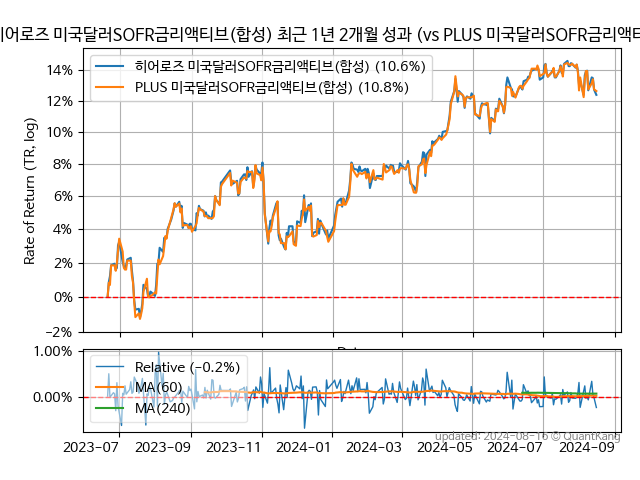 히어로즈 미국달러SOFR금리액티브(합성) 최근 1년 2개월 성과 (vs PLUS 미국달러SOFR금리액티
히어로즈 미국달러SOFR금리액티브(합성) (10.6%)
PLUS 미국달러SOFR금리액티브(합성) (10.8%)
Rate of Return (TR, log)
14%
12%
10%
8%
6%
4%
2%
0%
−2%
1.00%
0.00%
Relative (−0.2%)
MA(60)
MA(240)
2023-07 2023-09 2023-11 2024-01 2024-03 2024-05 2024-07 2024-09
updated: 2024-08-16 © QuantKang